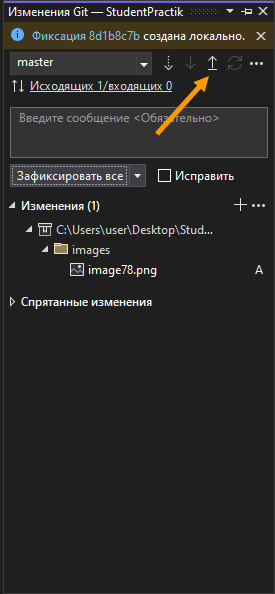 Изменения Git — StudentPractik
Фиксация 8d1b8c7b создана локально.
master
Исходящих 1/входящих 0
Введите сообщение <Обязательно>
Зафиксировать все
Исправить
Изменения (1)
C:\Users\user\Desktop\Stud...
images
image78.png A
Спрятанные изменения